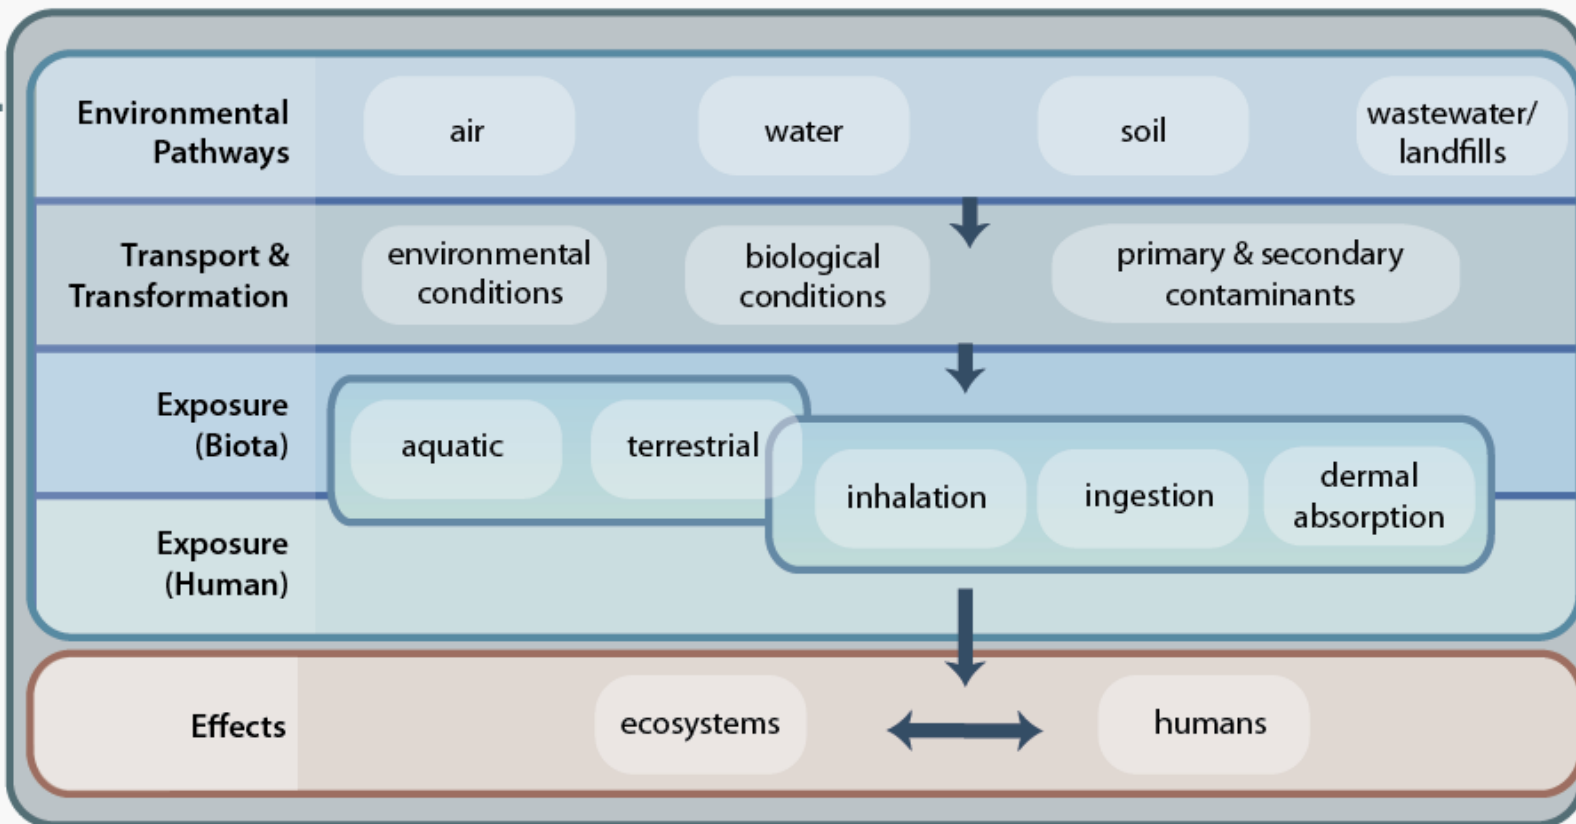 Environmental
Pathways
air
water
soil
wastewater/
landfills
Transport &
Transformation
environmental
conditions
biological
conditions
primary & secondary
contaminants
Exposure
(Biota)
aquatic
terrestrial
inhalation
ingestion
dermal
absorption
Exposure
(Human)
Effects
ecosystems
humans